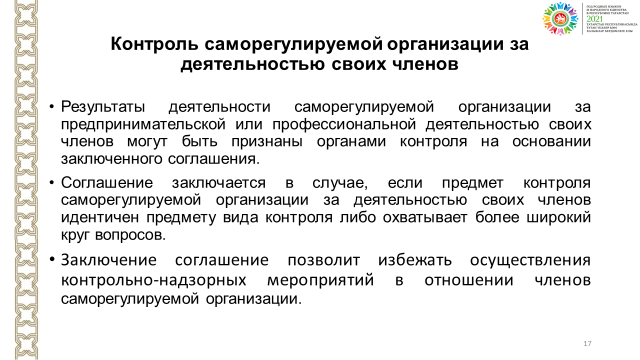 2021
Контроль саморегулируемой организации за
деятельностью своих членов
• Результаты деятельности саморегулируемой организации за
предпринимательской или профессиональной деятельностью своих
членов могут быть признаны органами контроля на основании
заключенного соглашения.
• Соглашение заключается в случае, если предмет контроля
саморегулируемой организации за деятельностью своих членов
идентичен предмету вида контроля либо охватывает более широкий
круг вопросов.
• Заключение соглашение позволит избежать осуществления
контрольно-надзорных мероприятий в отношении членов
саморегулируемой организации.
17